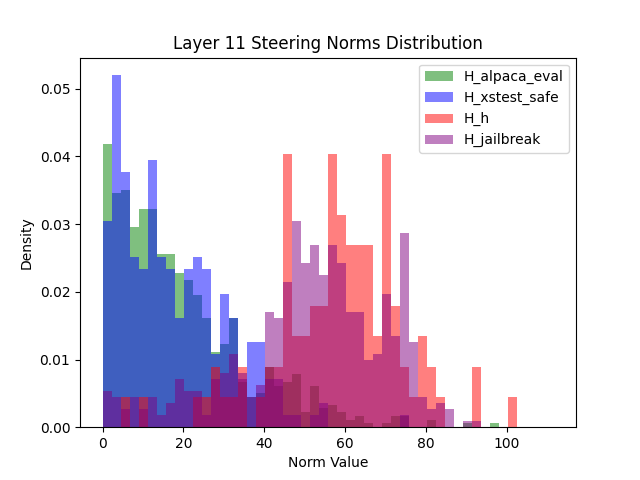 Layer 11 Steering Norms Distribution
H_alpaca_eval
H_xstest_safe
H_h
H_jailbreak
Density
0.05
0.04
0.03
0.02
0.01
0.00
0 20 40 60 80 100
Norm Value